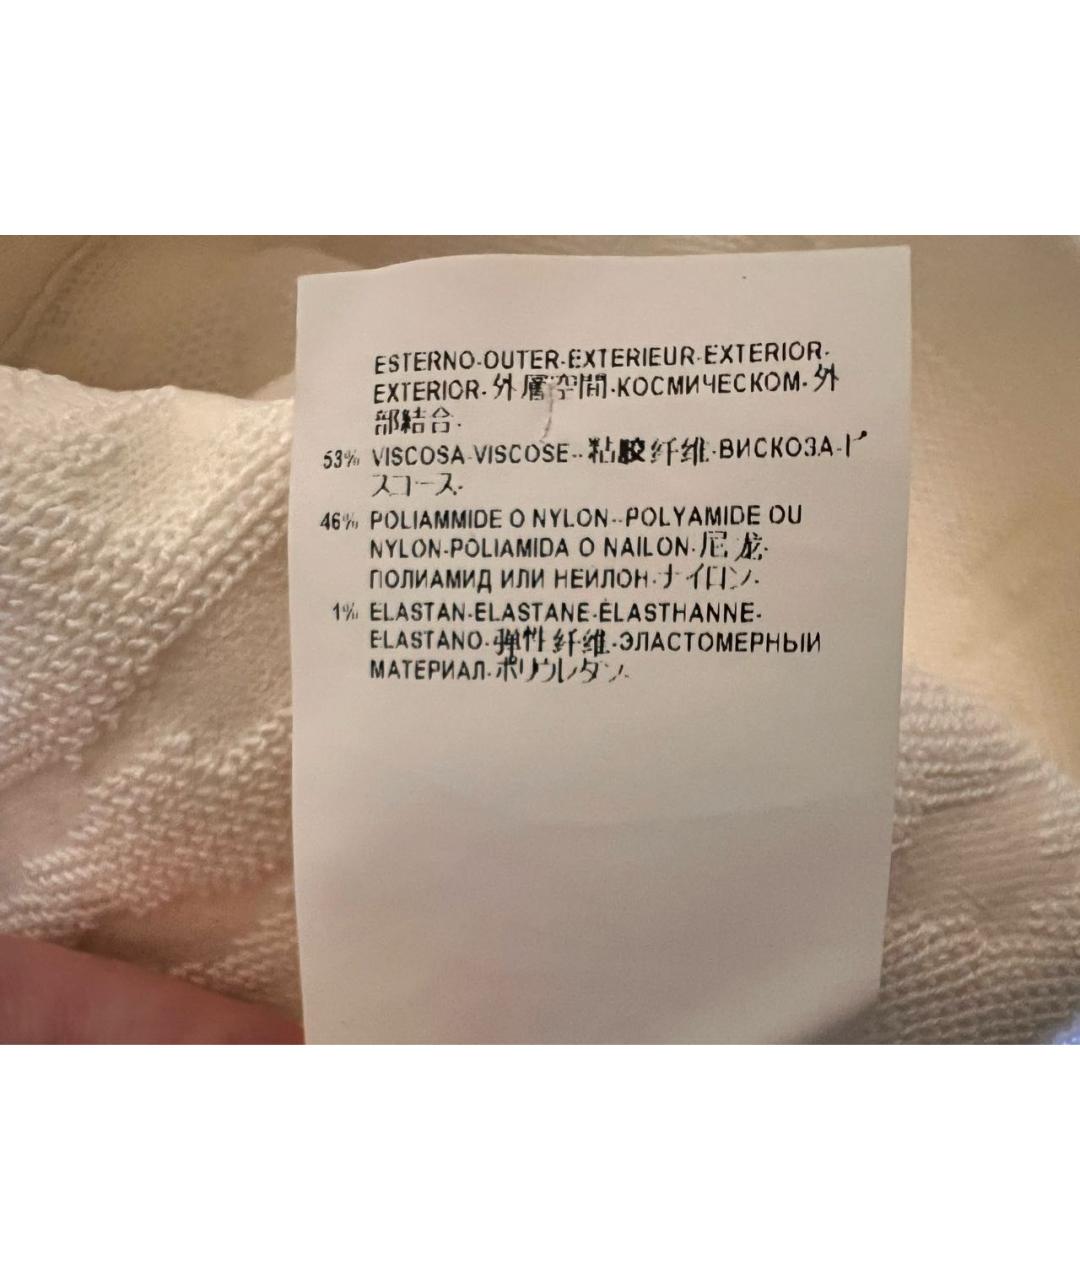 ESTERNO-OUTER-EXTERIEUR-EXTERIOR-
EXTERIOR-外層空間-КОСМИЧЕСКОМ-外
部結合-
53% VISCOSA-VISCOSE--粘胶纤维-ВИСКОЗА-ビ
スコース-
46% POLIAMMIDE O NYLON--POLYAMIDE OU
NYLON-POLIAMIDA O NAILON-尼龙-
ПОЛИАМИД ИЛИ НЕЙЛОН-ナイロン-
1% ELASTAN-ELASTANE-ÉLASTHANNE-
ELASTANO-弹性纤维-ЭЛАСТОМЕРНЫЙ
МАТЕРИАЛ-ポリウレタン-